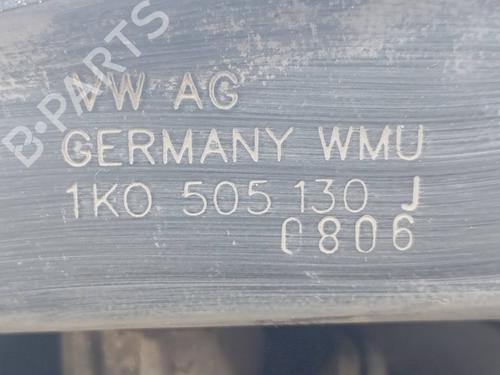 B-PARTS
VW AG
GERMANY WMU
1K0 505 130 J
0806